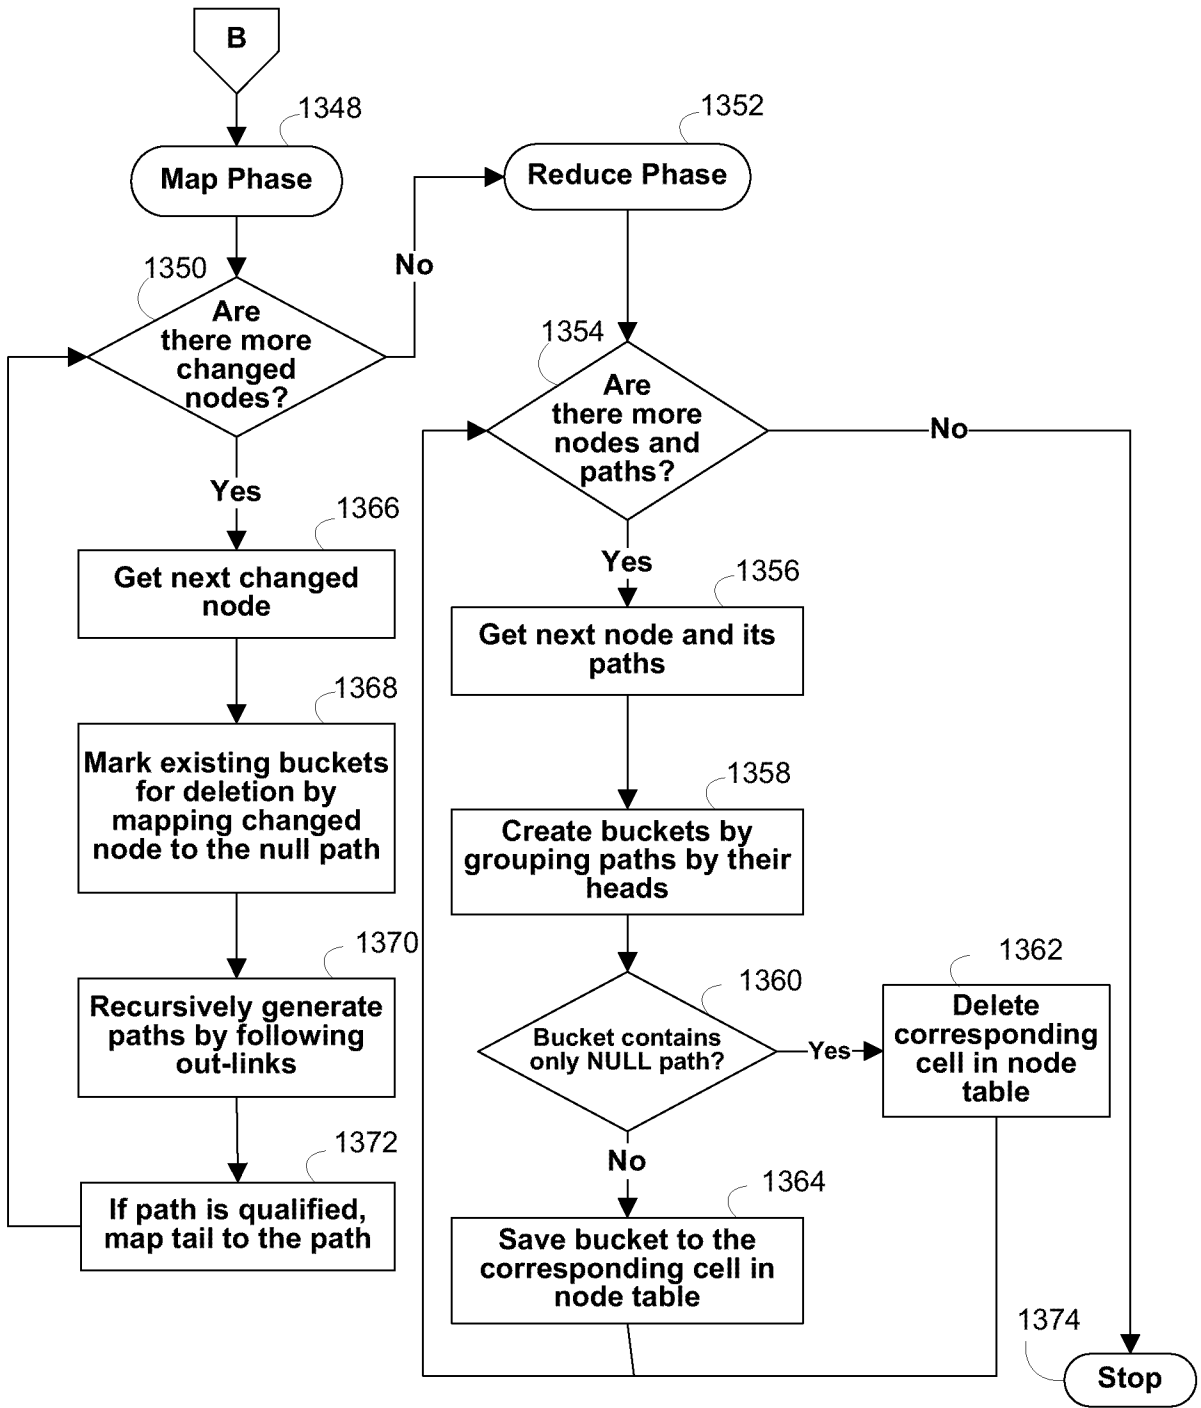 B
1348
Map Phase
1350
Are
there more
changed
nodes?
No
Yes
1366
Get next changed
node
1368
Mark existing buckets
for deletion by
mapping changed
node to the null path
1370
Recursively generate
paths by following
out-links
1372
If path is qualified,
map tail to the path
1352
Reduce Phase
1354
Are
there more
nodes and
paths?
No
Yes
1356
Get next node and its
paths
1358
Create buckets by
grouping paths by their
heads
1360
Bucket contains
only NULL path?
Yes
1362
Delete
corresponding
cell in node
table
No
1364
Save bucket to the
corresponding cell in
node table
1374
Stop